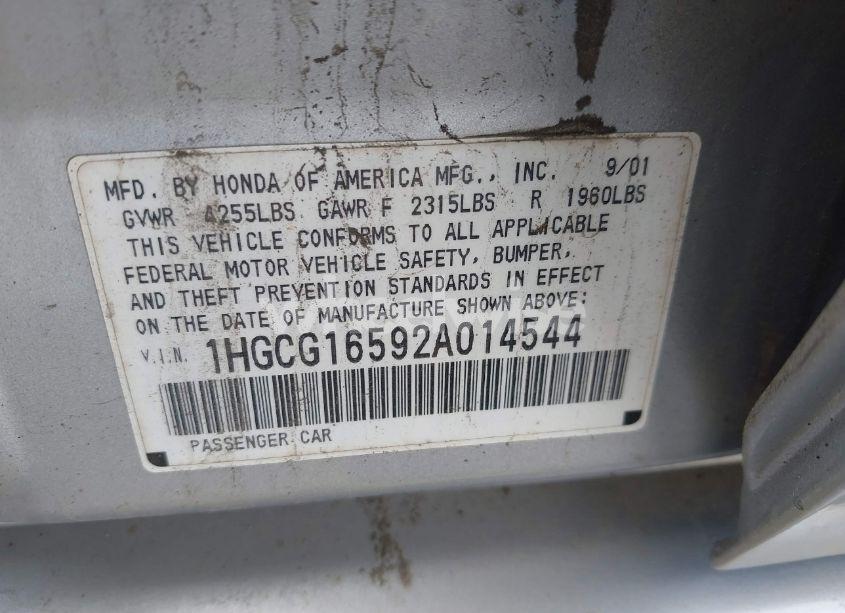 MFD. BY HONDA OF AMERICA MFG., INC. 9/01
GVWR 4255LBS GAWR F 2315LBS R 1960LBS
THIS VEHICLE CONFORMS TO ALL APPLICABLE
FEDERAL MOTOR VEHICLE SAFETY, BUMPER,
AND THEFT PREVENTION STANDARDS IN EFFECT
ON THE DATE OF MANUFACTURE SHOWN ABOVE:
V.I.N. 1HGCG16592A014544
PASSENGER CAR